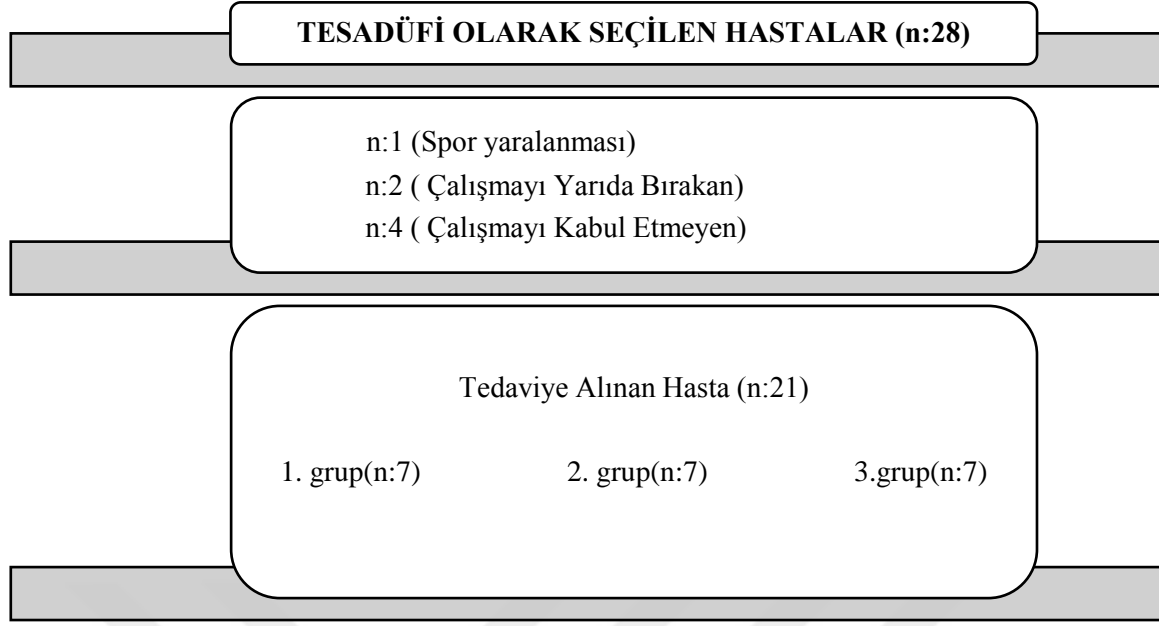 TESADÜFİ OLARAK SEÇİLEN HASTALAR (n:28)
n:1 (Spor yaralanması)
n:2 ( Çalışmayı Yarıda Bırakan)
n:4 ( Çalışmayı Kabul Etmeyen)
Tedaviye Alınan Hasta (n:21)
1. grup(n:7) 2. grup(n:7) 3.grup(n:7)